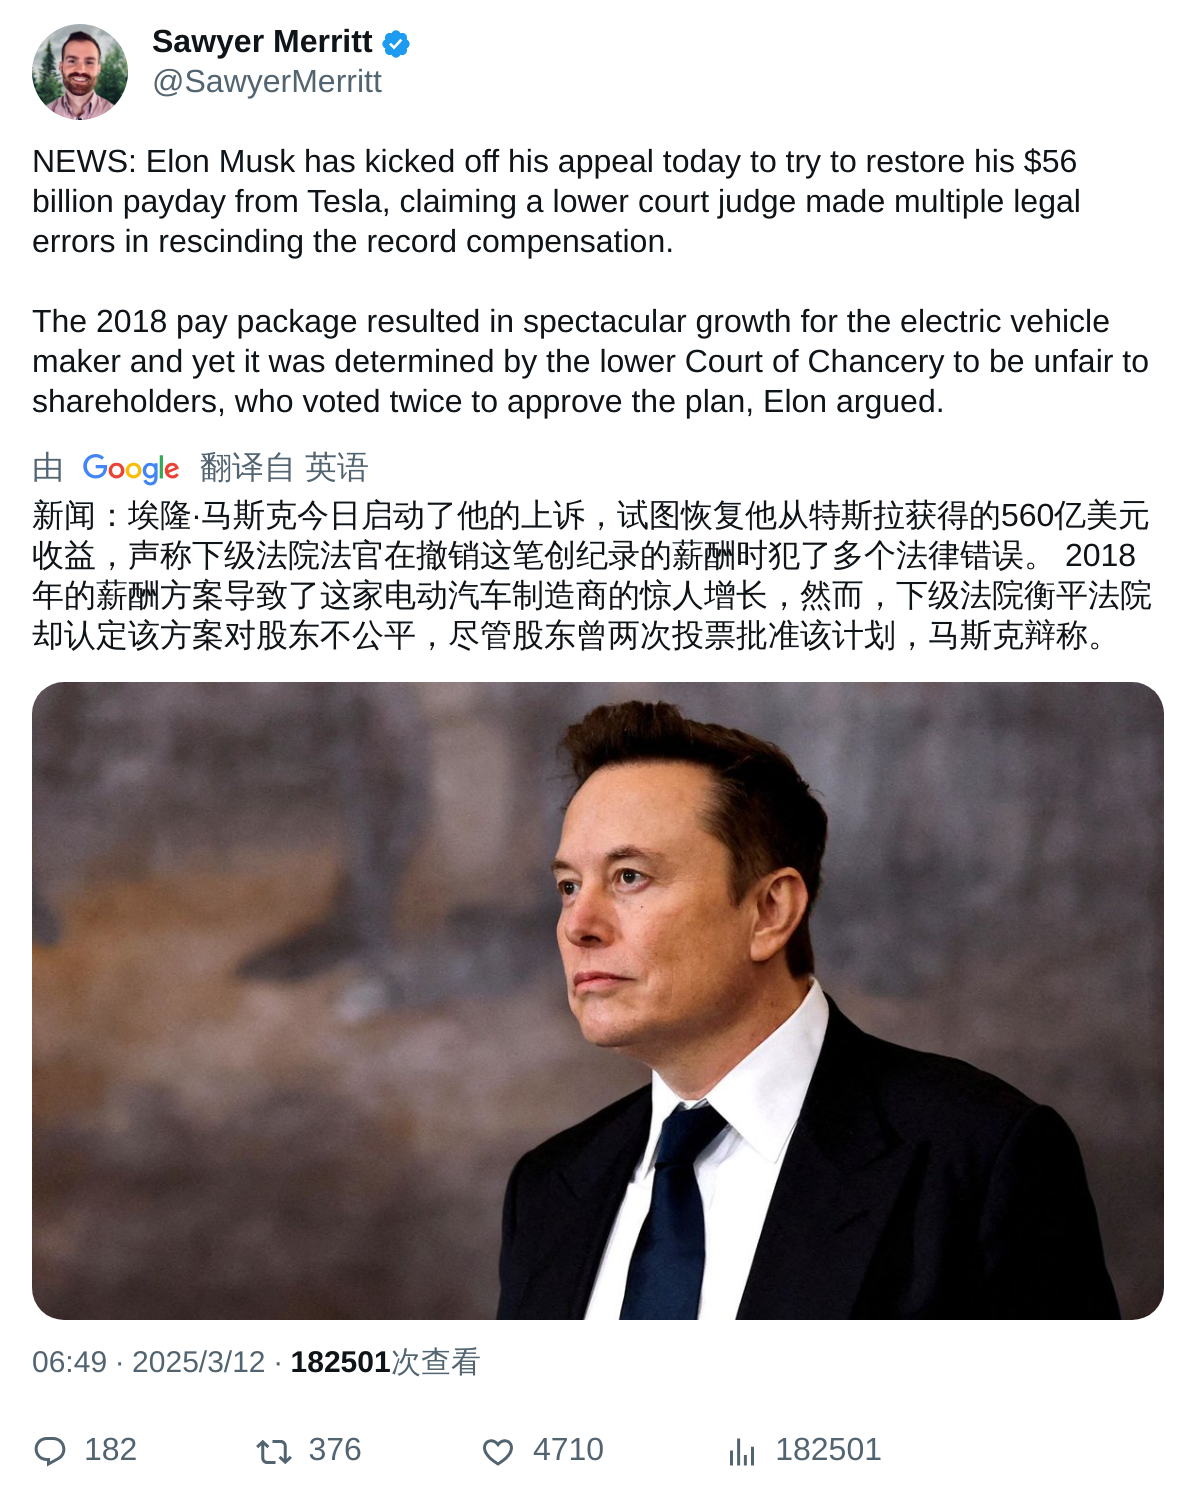 Sawyer Merritt
@SawyerMerritt
NEWS: Elon Musk has kicked off his appeal today to try to restore his $56
billion payday from Tesla, claiming a lower court judge made multiple legal
errors in rescinding the record compensation.
The 2018 pay package resulted in spectacular growth for the electric vehicle
maker and yet it was determined by the lower Court of Chancery to be unfair to
shareholders, who voted twice to approve the plan, Elon argued.
由 Google 翻译自 英语
新闻：埃隆·马斯克今日启动了他的上诉，试图恢复他从特斯拉获得的560亿美元
收益，声称下级法院法官在撤销这笔创纪录的薪酬时犯了多个法律错误。 2018
年的薪酬方案导致了这家电动汽车制造商的惊人增长，然而，下级法院衡平法院
却认定该方案对股东不公平，尽管股东曾两次投票批准该计划，马斯克辩称。
06:49 · 2025/3/12 · 182501次查看
182 376 4710 182501